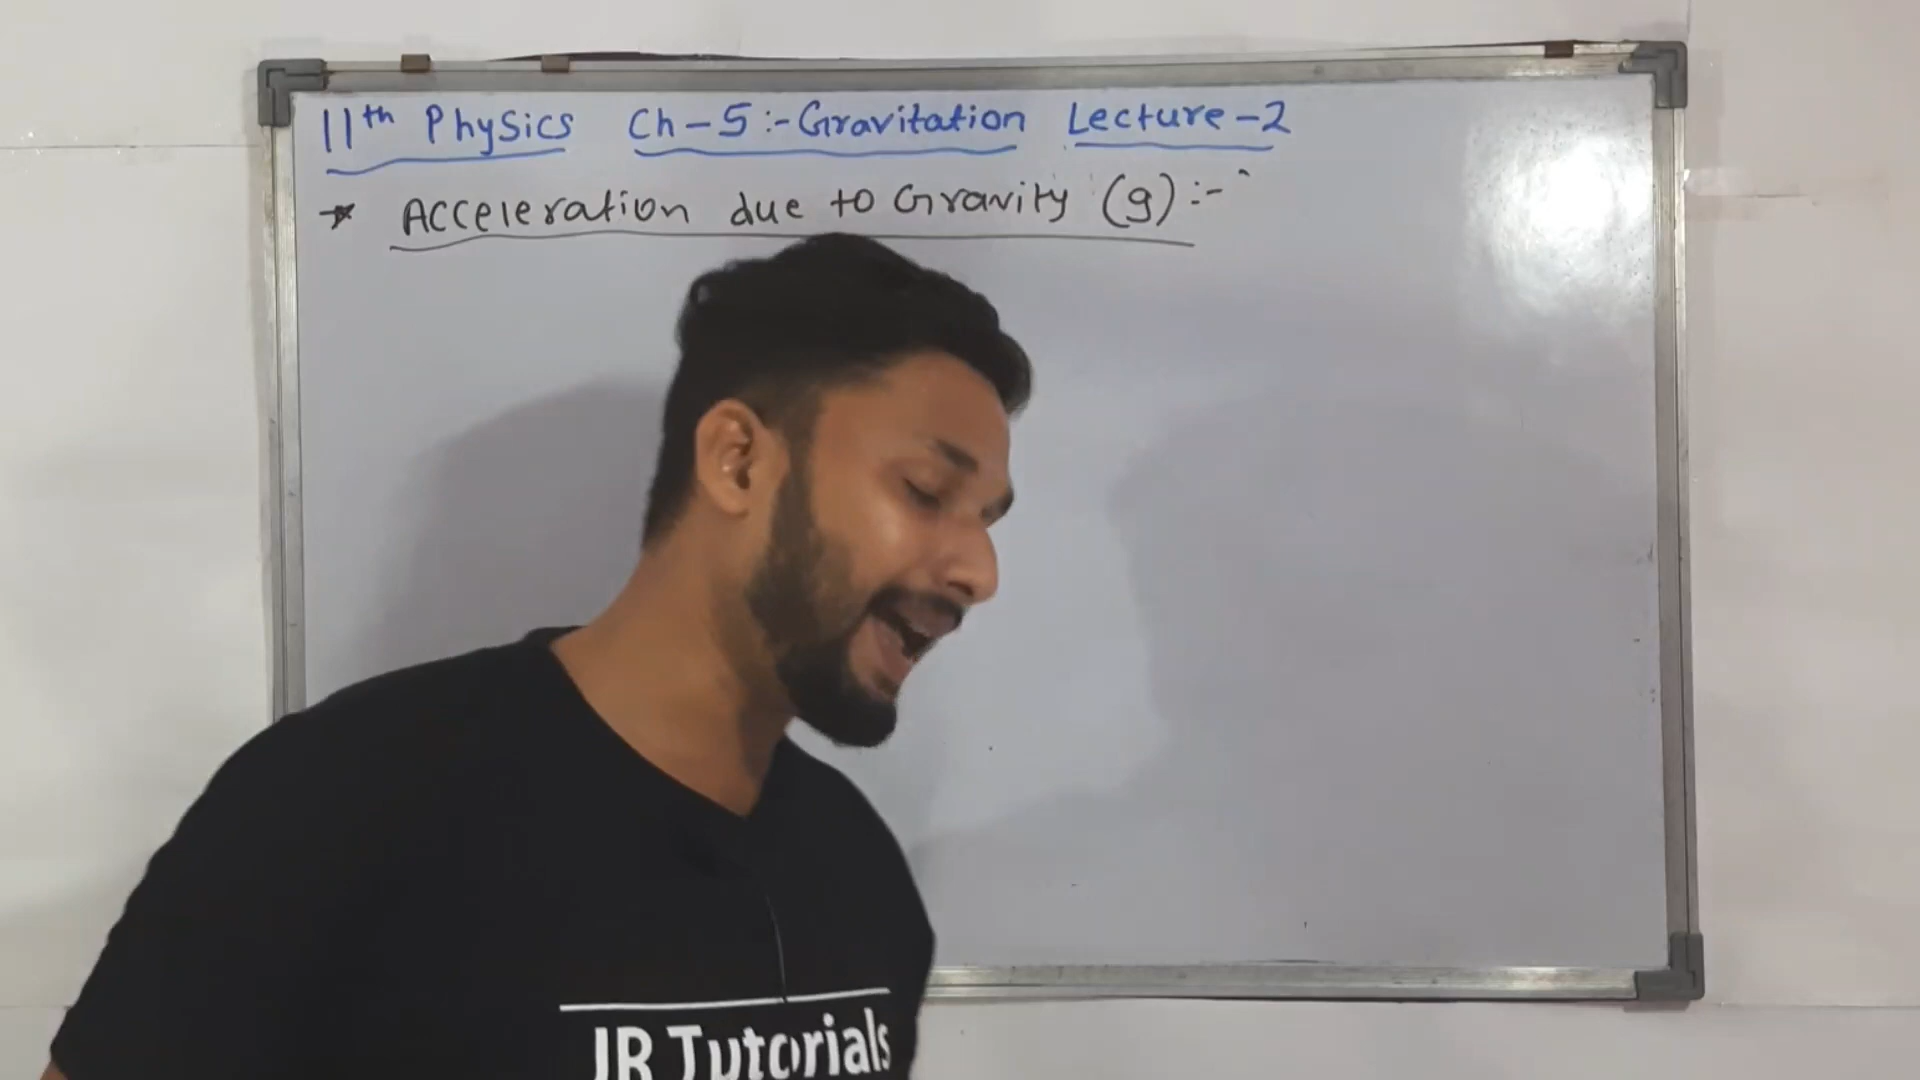 11th Physics Ch-5:- Gravitation Lecture-2
* Acceleration due to Gravity (g):-
JR Tutorials